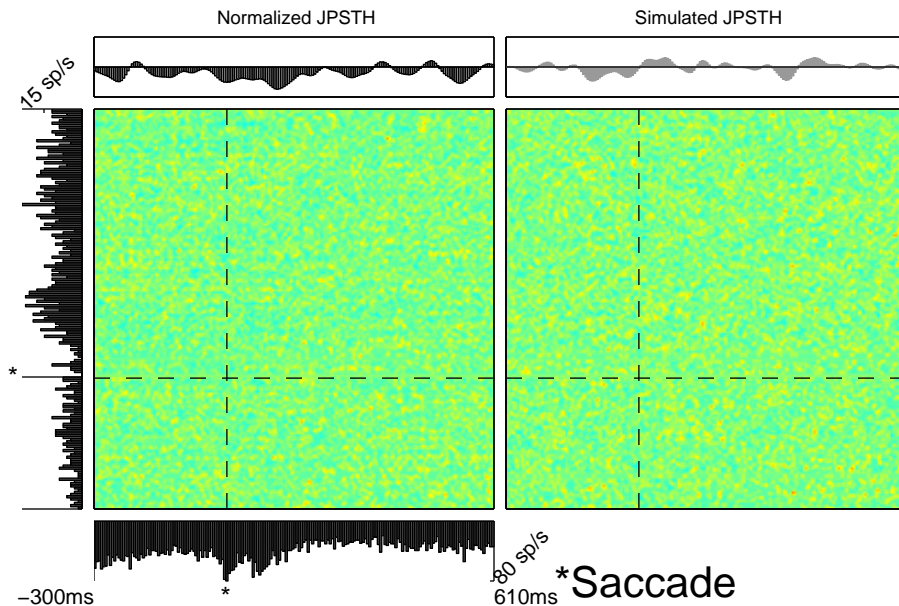 Normalized JPSTH
Simulated JPSTH
15 sp/s
*
80 sp/s
−300ms
*
610ms
*Saccade